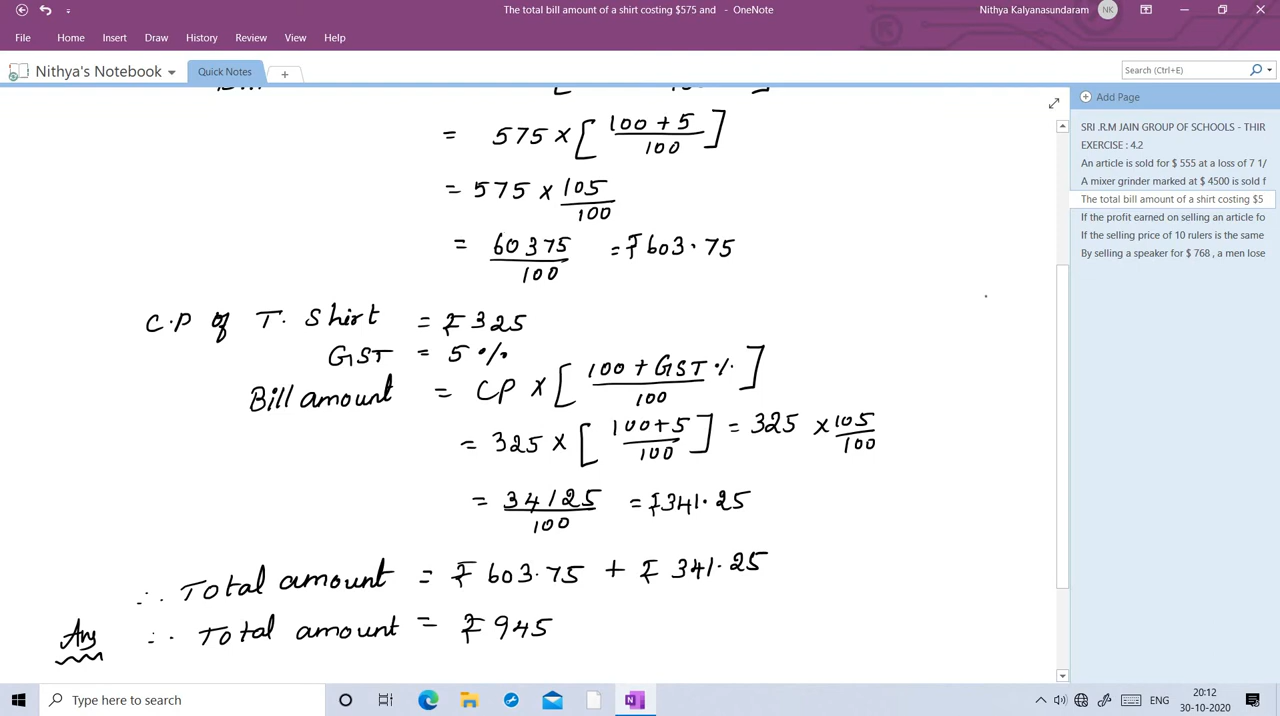 The total bill amount of a shirt costing $575 and - OneNote
Nithya Kalyanasundaram NK
File Home Insert Draw History Review View Help
Nithya's Notebook Quick Notes + Search (Ctrl+E)
= 575 × [ 100 + 5 / 100 ]
= 575 × 105 / 100
= 60375 / 100 = ₹603.75
C.P of T. Shirt = ₹325
GST = 5 %
Bill amount = CP × [ 100 + GST % / 100 ]
= 325 × [ 100+5 / 100 ] = 325 × 105 / 100
= 34125 / 100 = ₹341.25
∴ Total amount = ₹ 603.75 + ₹ 341.25
Ans ∴ Total amount = ₹ 945
Add Page
SRI .R.M JAIN GROUP OF SCHOOLS - THIR
EXERCISE : 4.2
An article is sold for $ 555 at a loss of 7 1/
A mixer grinder marked at $ 4500 is sold f
The total bill amount of a shirt costing $5
If the profit earned on selling an article fo
If the selling price of 10 rulers is the same
By selling a speaker for $ 768 , a men lose
Type here to search
ENG
20:12
30-10-2020